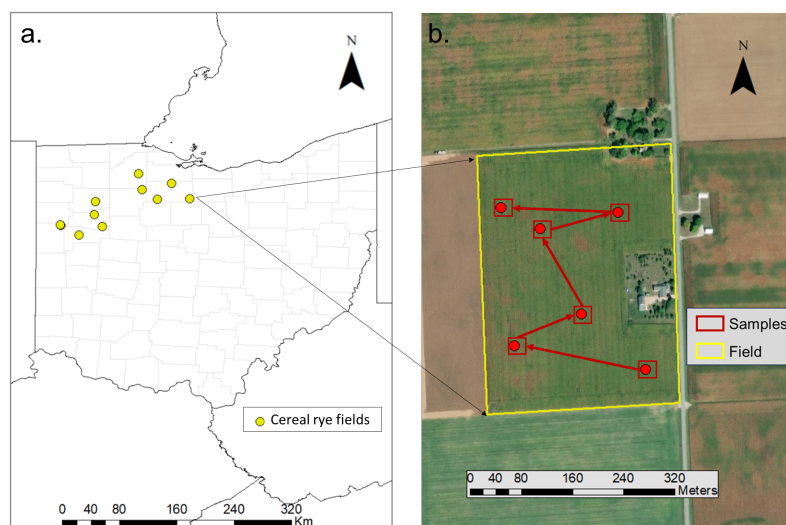 a.
N
Cereal rye fields
0 40 80 160 240 320
Km
b.
N
Samples
Field
0 40 80 160 240 320
Meters